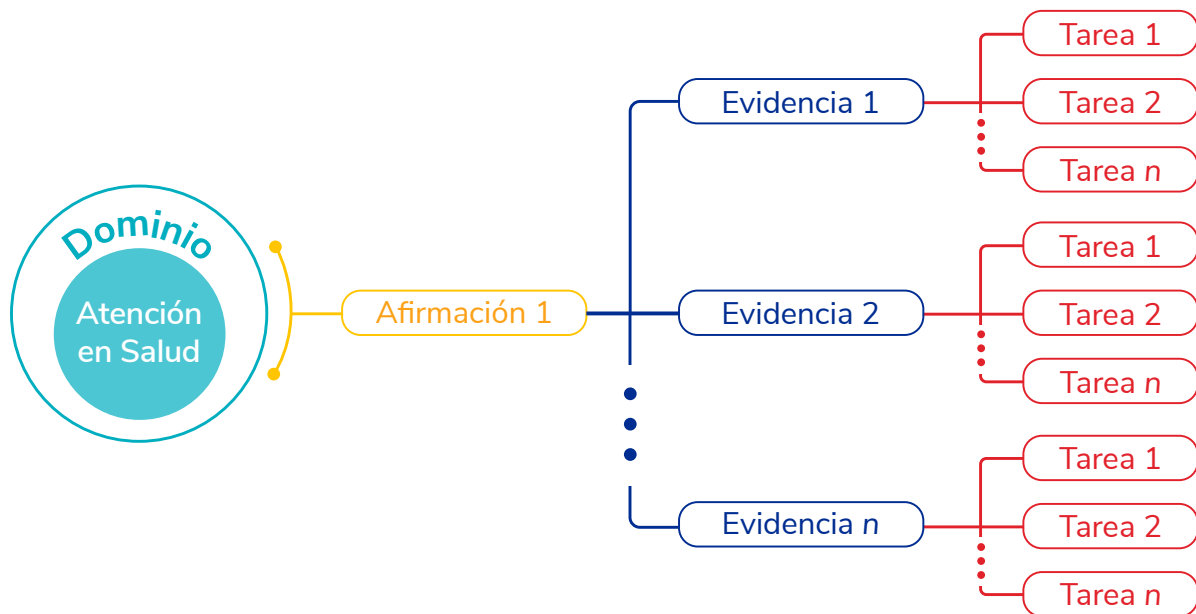 Dominio
Atención
en Salud
Afirmación 1
Evidencia 1
Tarea 1
Tarea 2
Tarea n
Evidencia 2
Tarea 1
Tarea 2
Tarea n
Evidencia n
Tarea 1
Tarea 2
Tarea n